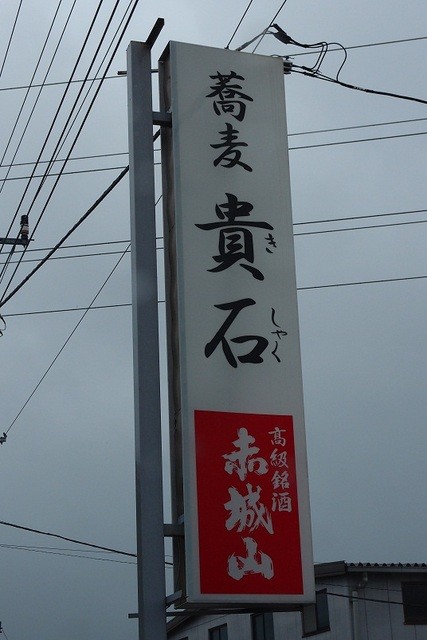 蕎麦
貴石
きしゃく
高級銘酒
赤城山